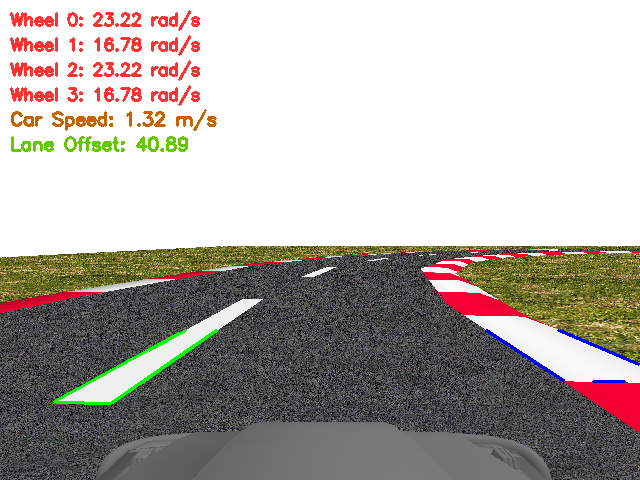 Wheel 0: 23.22 rad/s
Wheel 1: 16.78 rad/s
Wheel 2: 23.22 rad/s
Wheel 3: 16.78 rad/s
Car Speed: 1.32 m/s
Lane Offset: 40.89